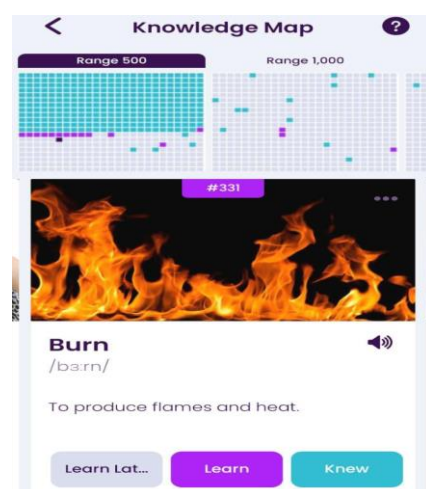 Knowledge Map ?
Range 500 Range 1,000
#331
Burn
/bɜːrn/
To produce flames and heat.
Learn Lat... Learn Knew